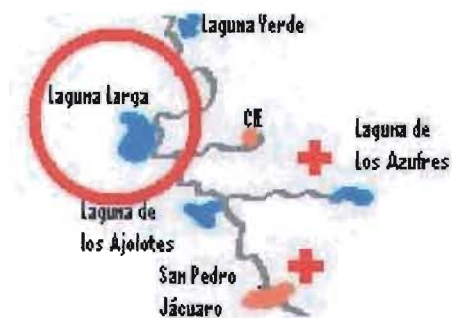 Laguna Verde
Laguna Larga
CE
Laguna de
los Azufres
Laguna de
los Ajolotes
San Pedro
Jácuaro